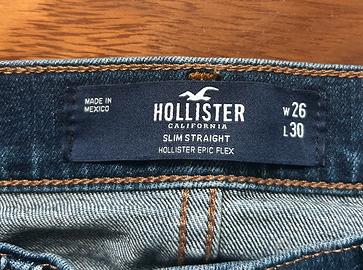 MADE IN
MEXICO
HOLLISTER
CALIFORNIA
SLIM STRAIGHT
HOLLISTER EPIC FLEX
W 26
L 30